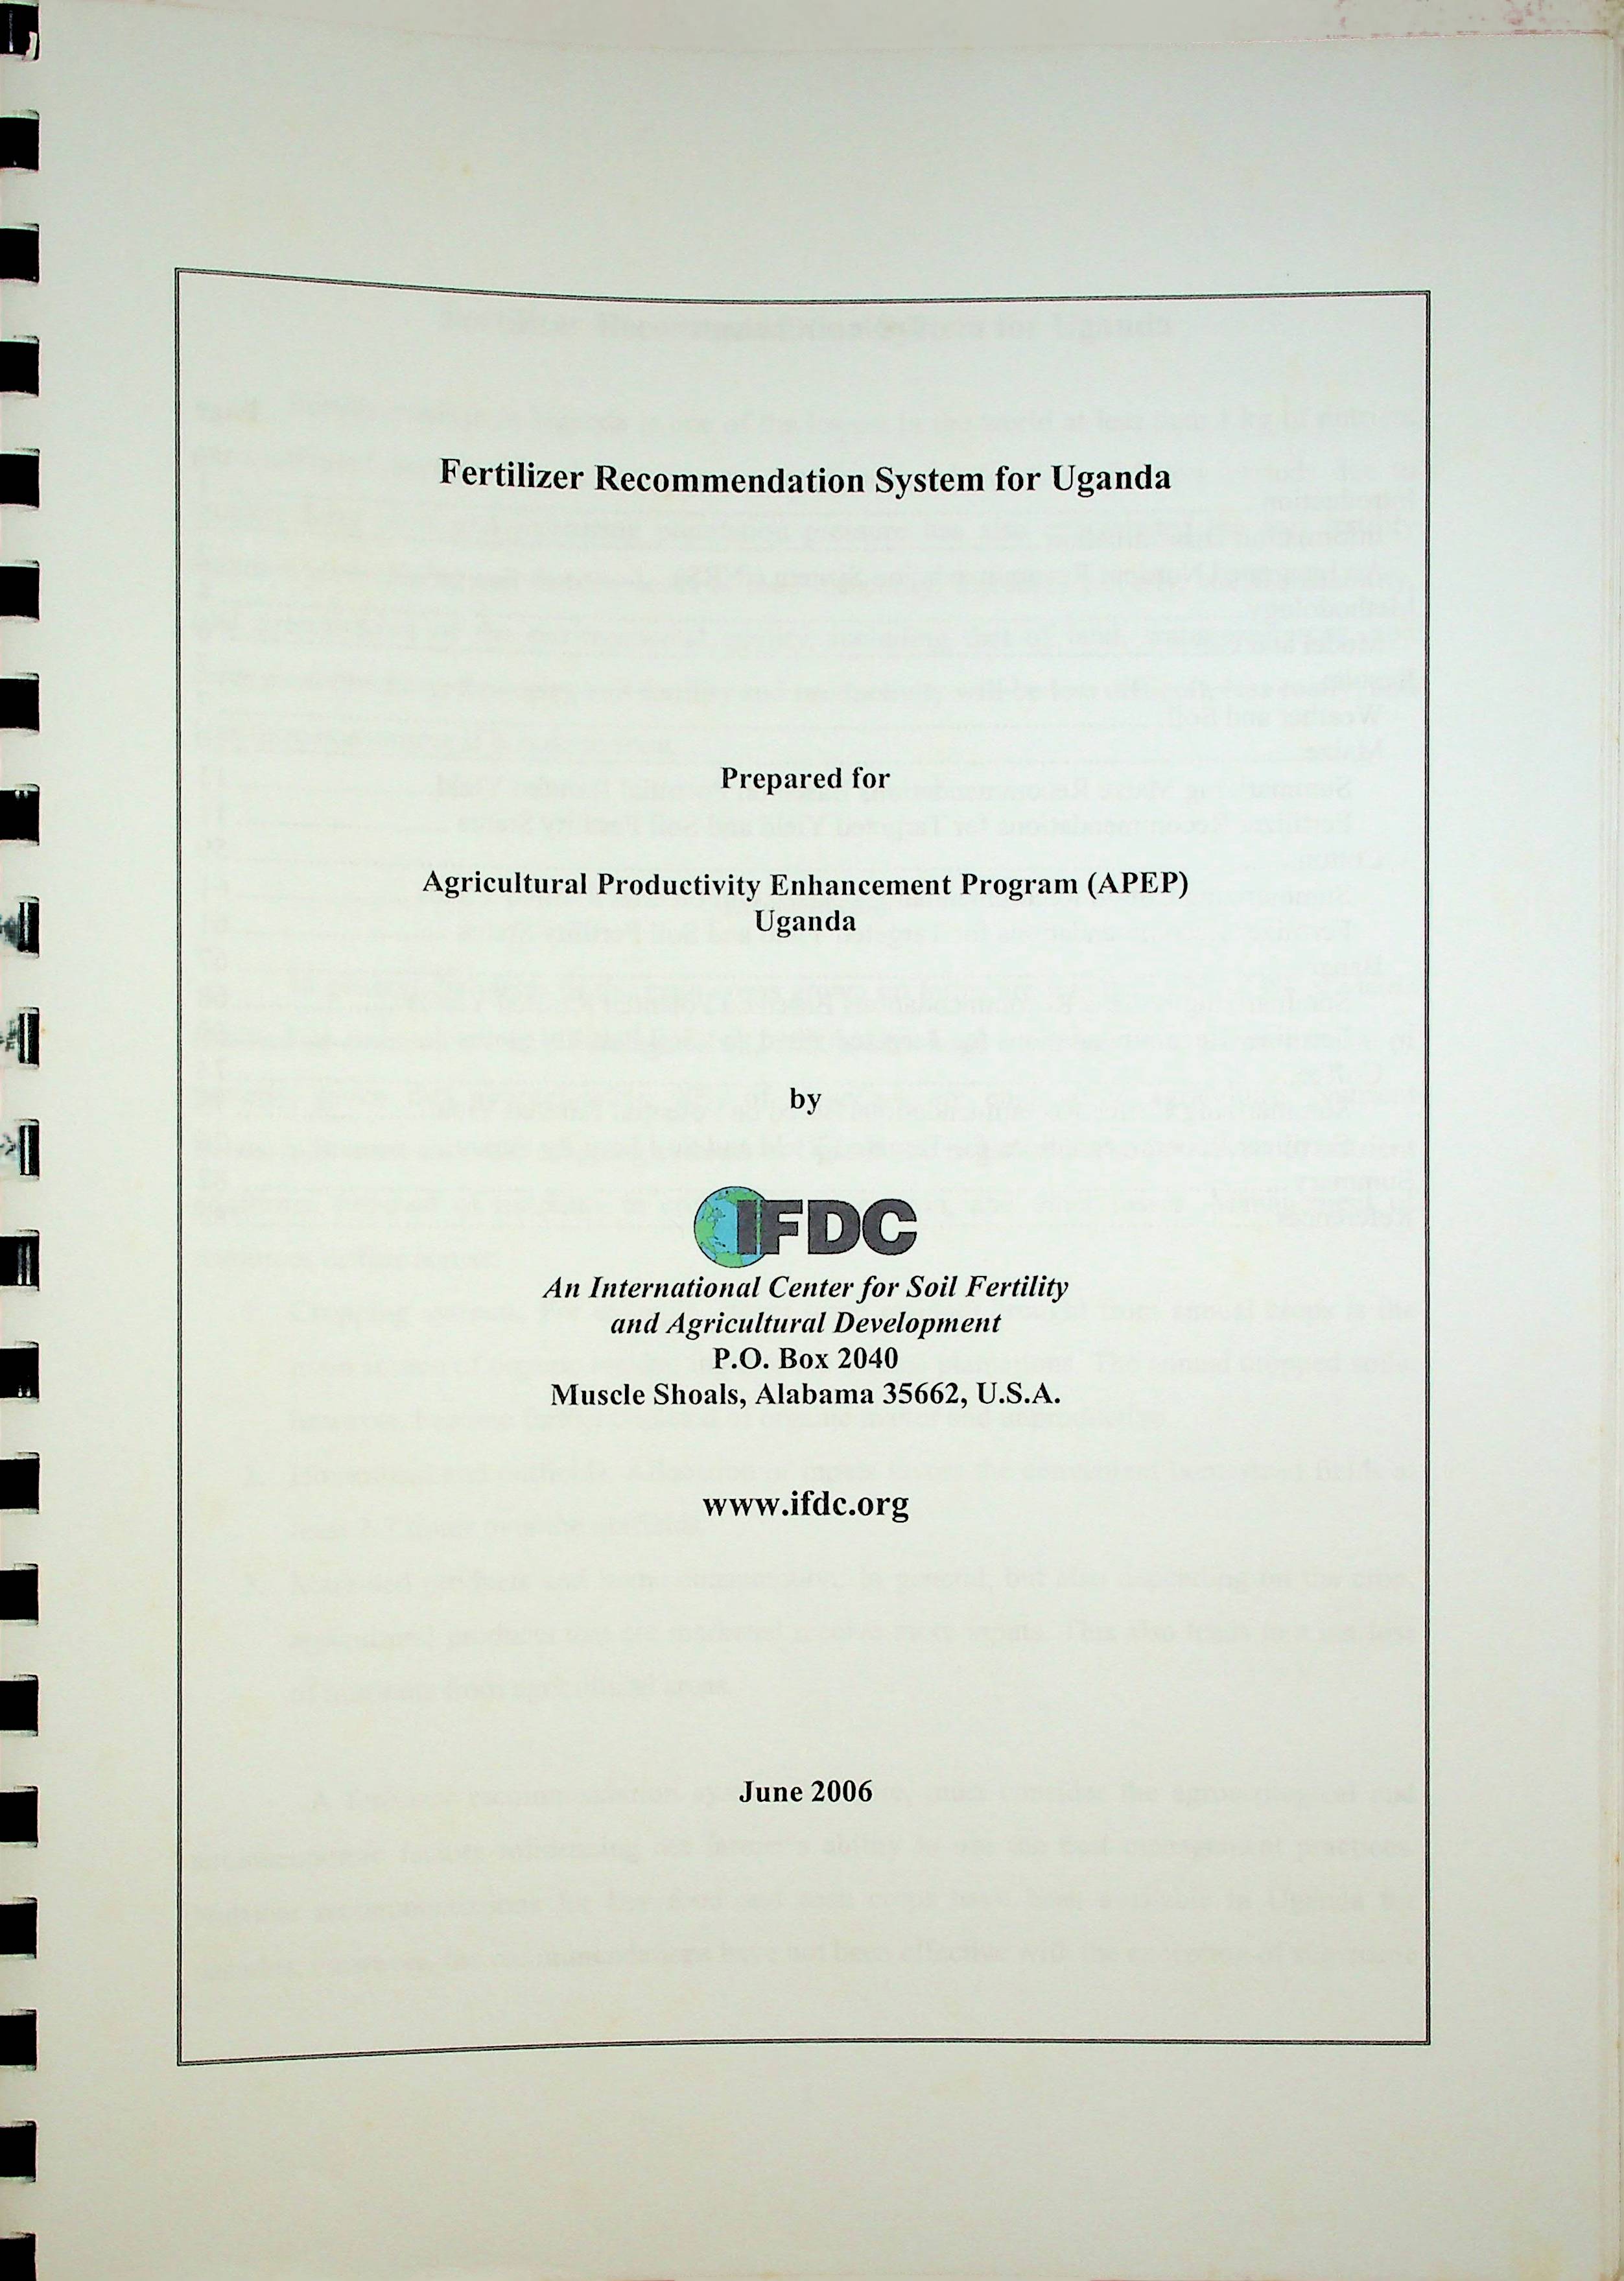 Fertilizer Recommendation System for Uganda
Prepared for
Agricultural Productivity Enhancement Program (APEP)
Uganda
by
IFDC
An International Center for Soil Fertility
and Agricultural Development
P.O. Box 2040
Muscle Shoals, Alabama 35662, U.S.A.
www.ifdc.org
June 2006